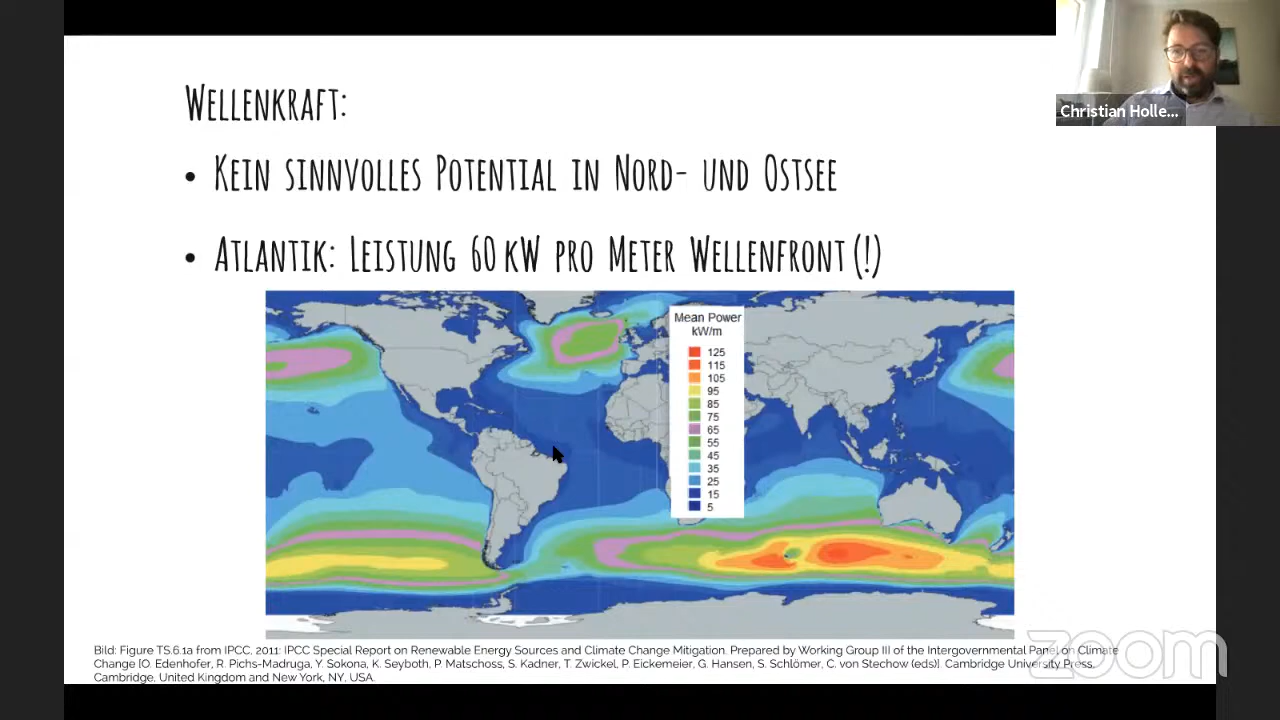 Christian Holle...
WELLENKRAFT:
• KEIN SINNVOLLES POTENTIAL IN NORD- UND OSTSEE
• ATLANTIK: LEISTUNG 60 KW PRO METER WELLENFRONT (!)
Mean Power
kW/m
125
115
105
95
85
75
65
55
45
35
25
15
5
Bild: Figure TS.6.1a from IPCC, 2011: IPCC Special Report on Renewable Energy Sources and Climate Change Mitigation. Prepared by Working Group III of the Intergovernmental Panel on Climate
Change [O. Edenhofer, R. Pichs-Madruga, Y. Sokona, K. Seyboth, P. Matschoss, S. Kadner, T. Zwickel, P. Eickemeier, G. Hansen, S. Schlömer, C. von Stechow (eds)]. Cambridge University Press,
Cambridge, United Kingdom and New York, NY, USA.
zoom